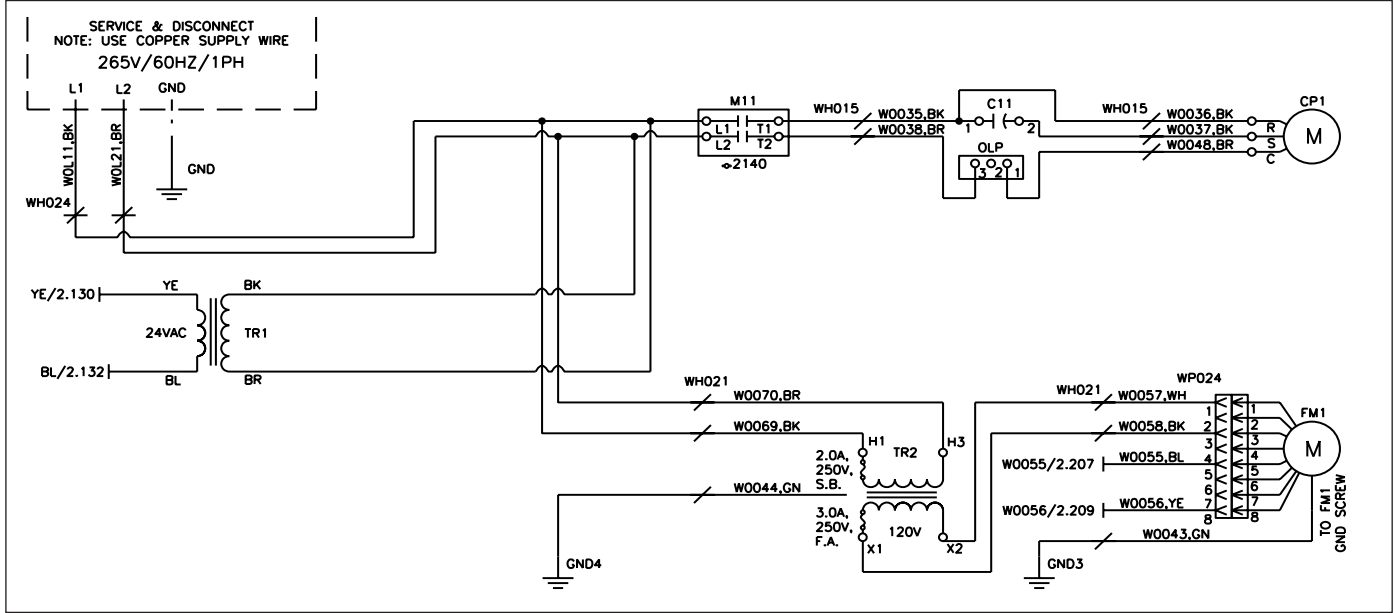 SERVICE & DISCONNECT
NOTE: USE COPPER SUPPLY WIRE
265V/60HZ/1PH
L1 L2 GND
W0L11,BK
W0L21,BR
GND
WH024
YE/2.130
YE
BK
24VAC
TR1
BL/2.132
BL
BR
M11
L1 T1
L2 T2
2140
WH015
W0035,BK
W0038,BR
C11
1 2
OLP
3 2 1
WH015
W0036,BK
W0037,BK
W0048,BR
R
S
C
CP1
M
WH021
W0070,BR
W0069,BK
W0044,GN
GND4
H1 TR2 H3
2.0A,
250V,
S.B.
3.0A,
250V,
F.A.
120V
X1 X2
WH021
W0057,WH
W0058,BK
W0055/2.207
W0055,BL
W0056/2.209
W0056,YE
W0043,GN
GND3
WP024
1 1
2 2
3 3
4 4
5 5
6 6
7 7
8 8
FM1
M
TO FM1
GND SCREW